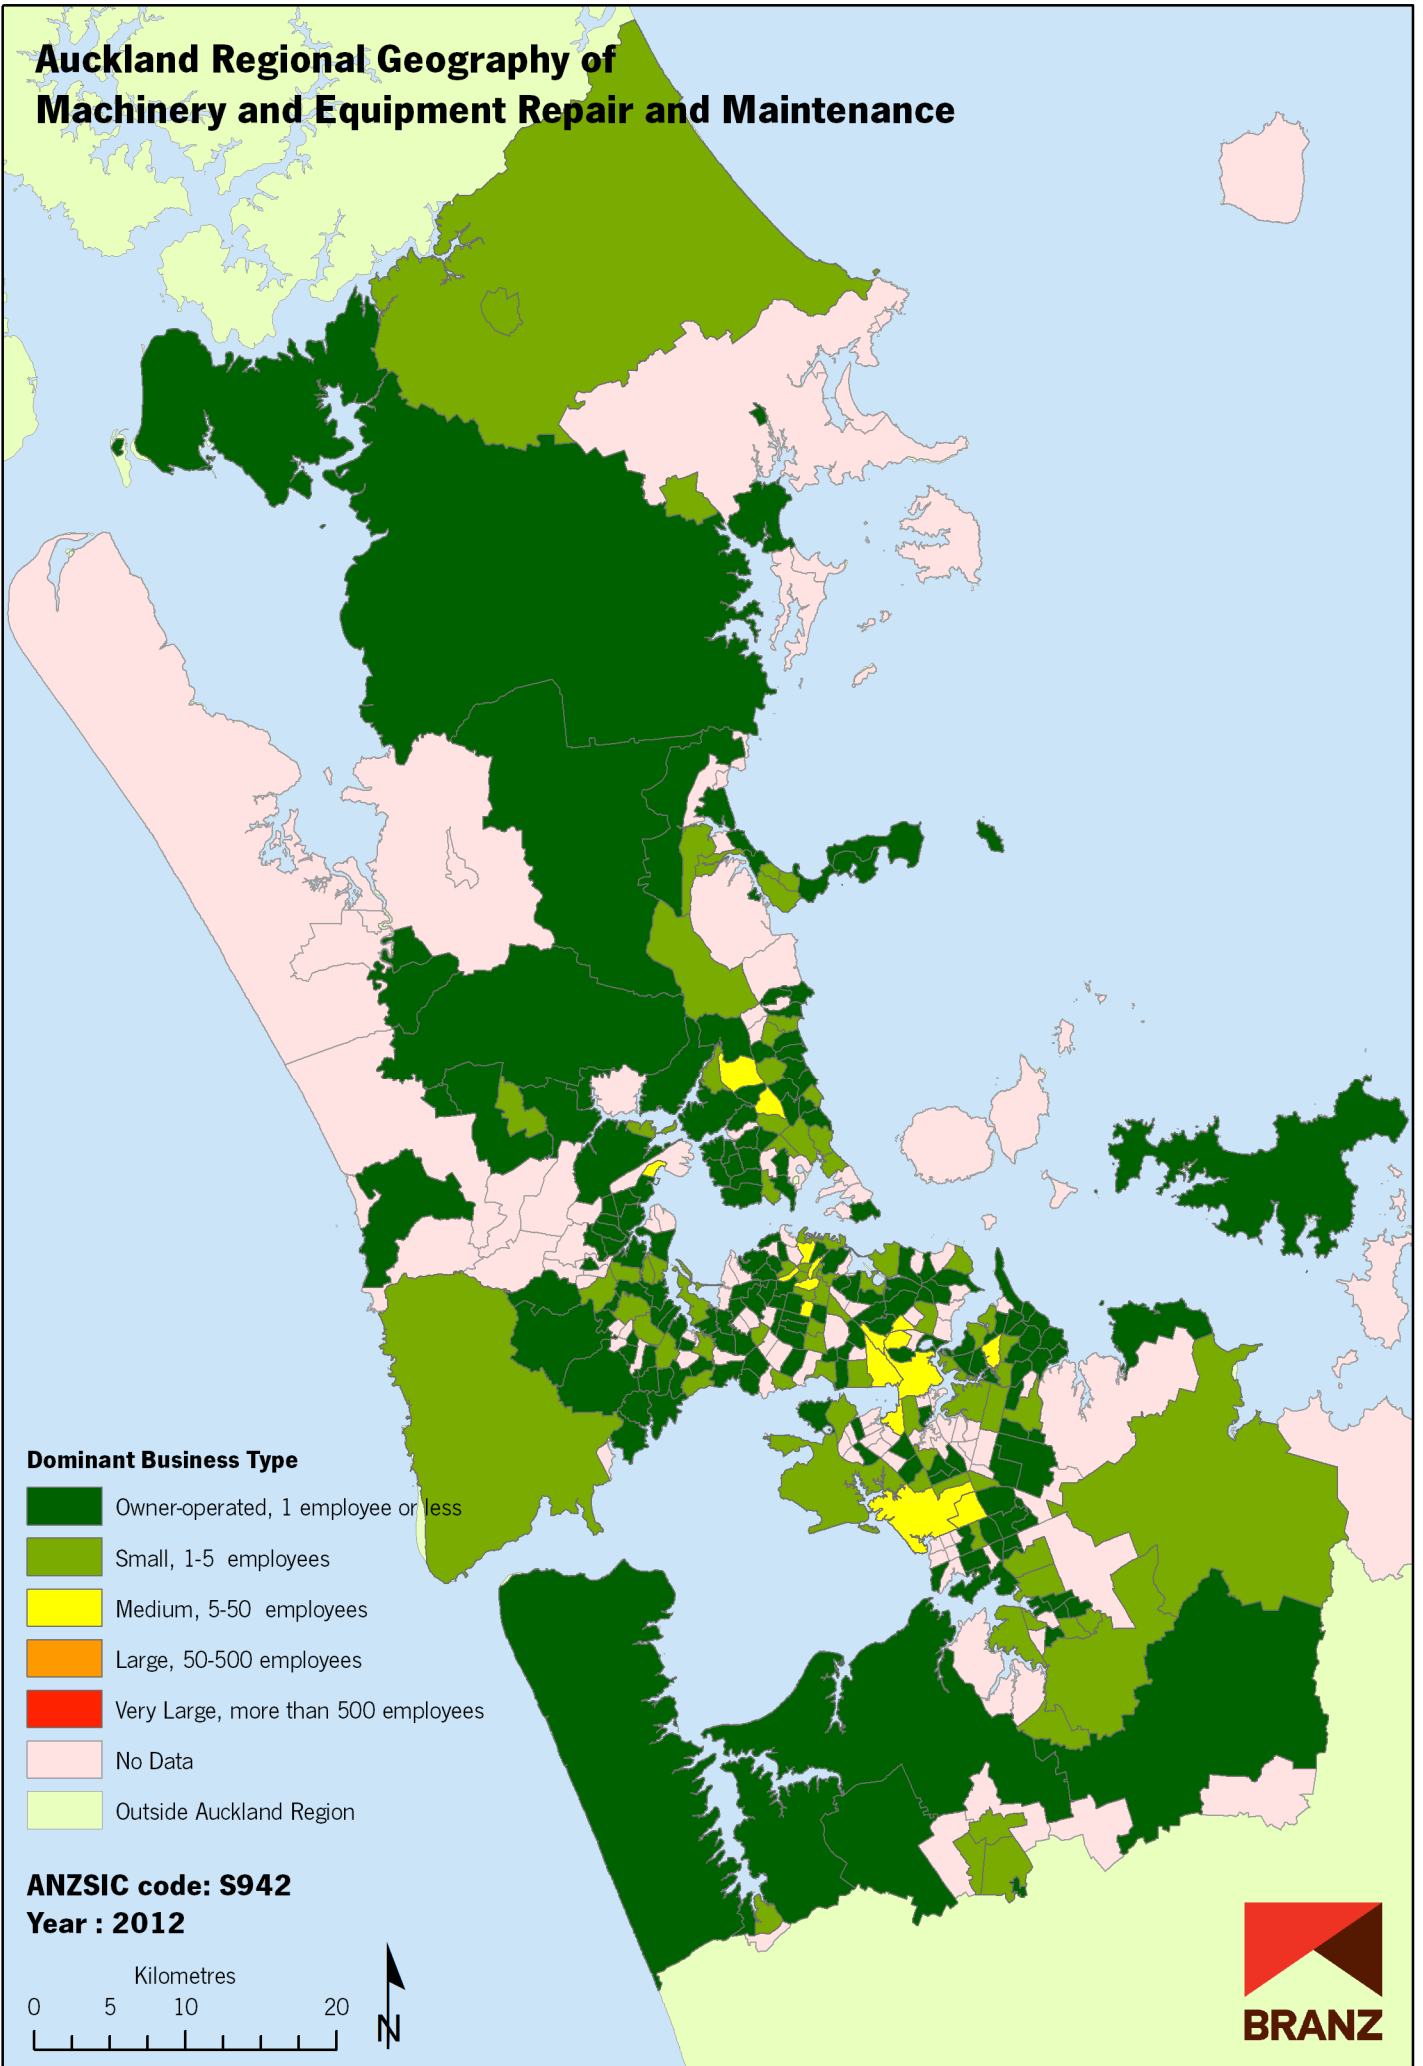 Auckland Regional Geography of
Machinery and Equipment Repair and Maintenance
Dominant Business Type
Owner-operated, 1 employee or less
Small, 1-5 employees
Medium, 5-50 employees
Large, 50-500 employees
Very Large, more than 500 employees
No Data
Outside Auckland Region
ANZSIC code: S942
Year : 2012
Kilometres
0 5 10 20
N
BRANZ